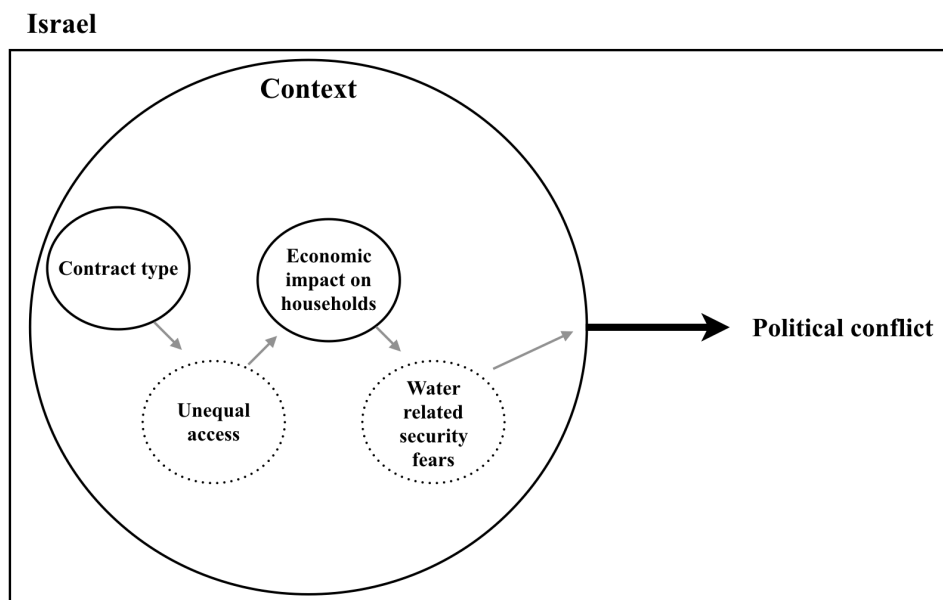 Israel
Context
Contract type
Economic
impact on
households
Unequal
access
Water
related
security
fears
Political conflict